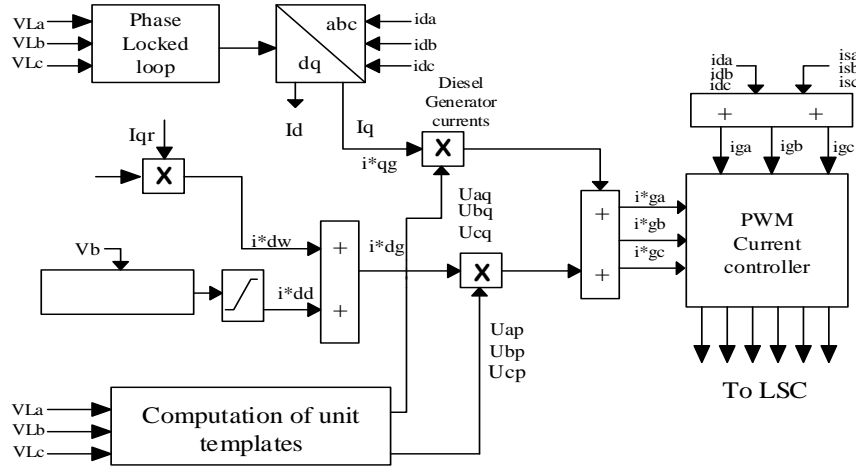 VLa
VLb
VLc
Phase
Locked
loop
abc
dq
ida
idb
idc
Id
Iq
Diesel
Generator
currents
ida
idb
idc
isa
isb
isc
+
+
iga
igb
igc
Iqr
X
i*qg
X
Uaq
Ubq
Ucq
i*dw
+
+
i*dg
X
+
+
i*ga
i*gb
i*gc
PWM
Current
controller
Vb
i*dd
Uap
Ubp
Ucp
To LSC
VLa
VLb
VLc
Computation of unit
templates